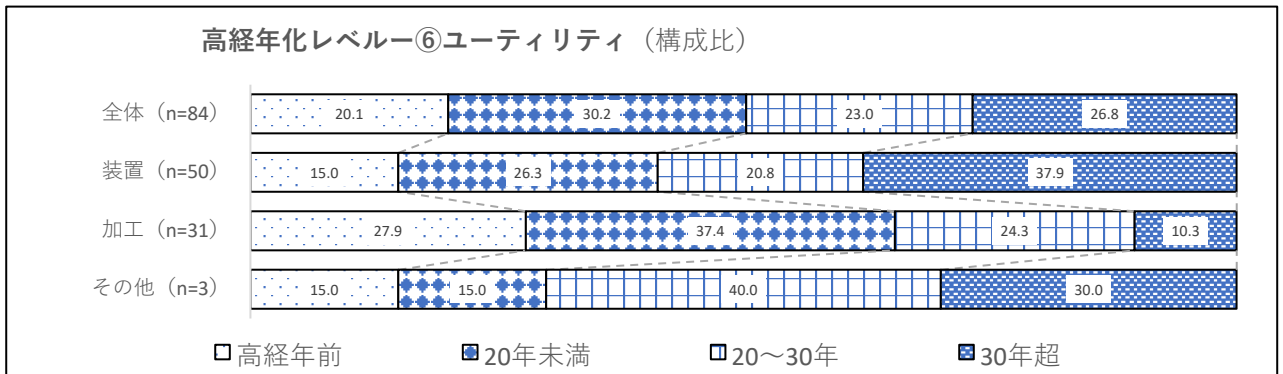 高経年化レベルー⑥ユーティリティ（構成比）
全体（n=84） 20.1 30.2 23.0 26.8
装置（n=50） 15.0 26.3 20.8 37.9
加工（n=31） 27.9 37.4 24.3 10.3
その他（n=3） 15.0 15.0 40.0 30.0
高経年前 20年未満 20～30年 30年超